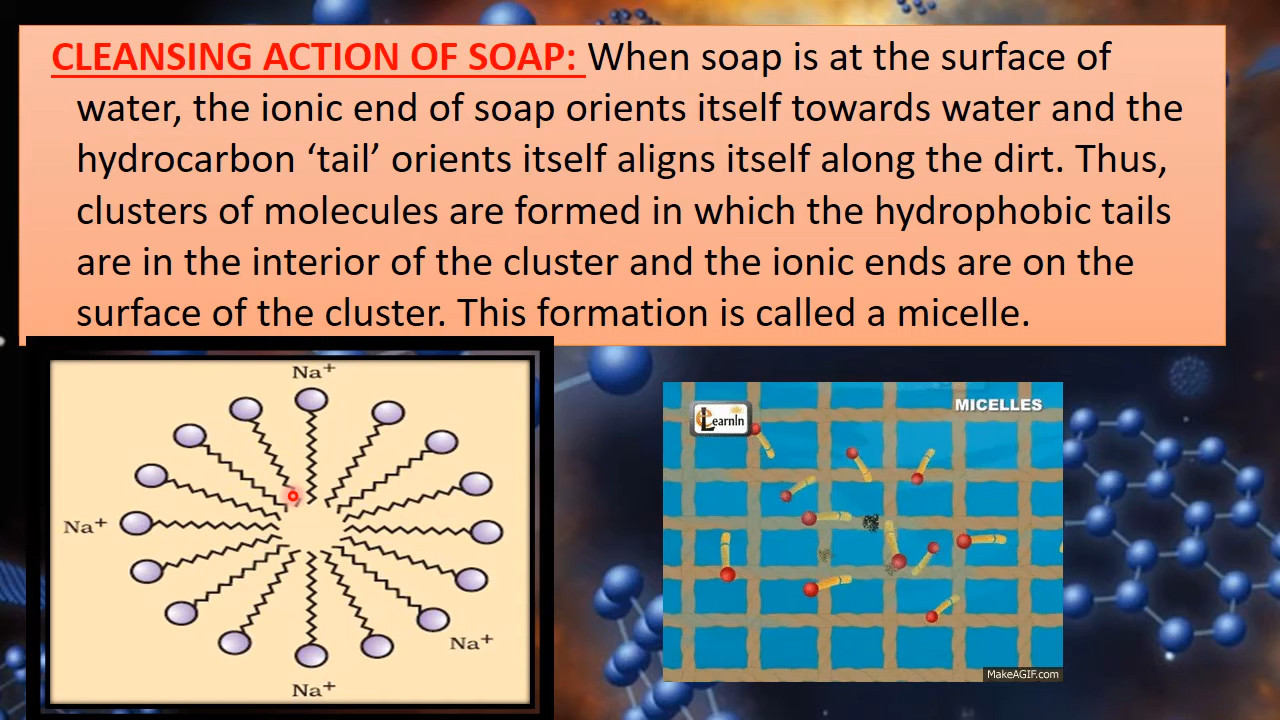 CLEANSING ACTION OF SOAP: When soap is at the surface of
water, the ionic end of soap orients itself towards water and the
hydrocarbon ‘tail’ orients itself aligns itself along the dirt. Thus,
clusters of molecules are formed in which the hydrophobic tails
are in the interior of the cluster and the ionic ends are on the
surface of the cluster. This formation is called a micelle.
Na+
Na+
Na+
Na+
LearnIn
MICELLES
MakeAGIF.com